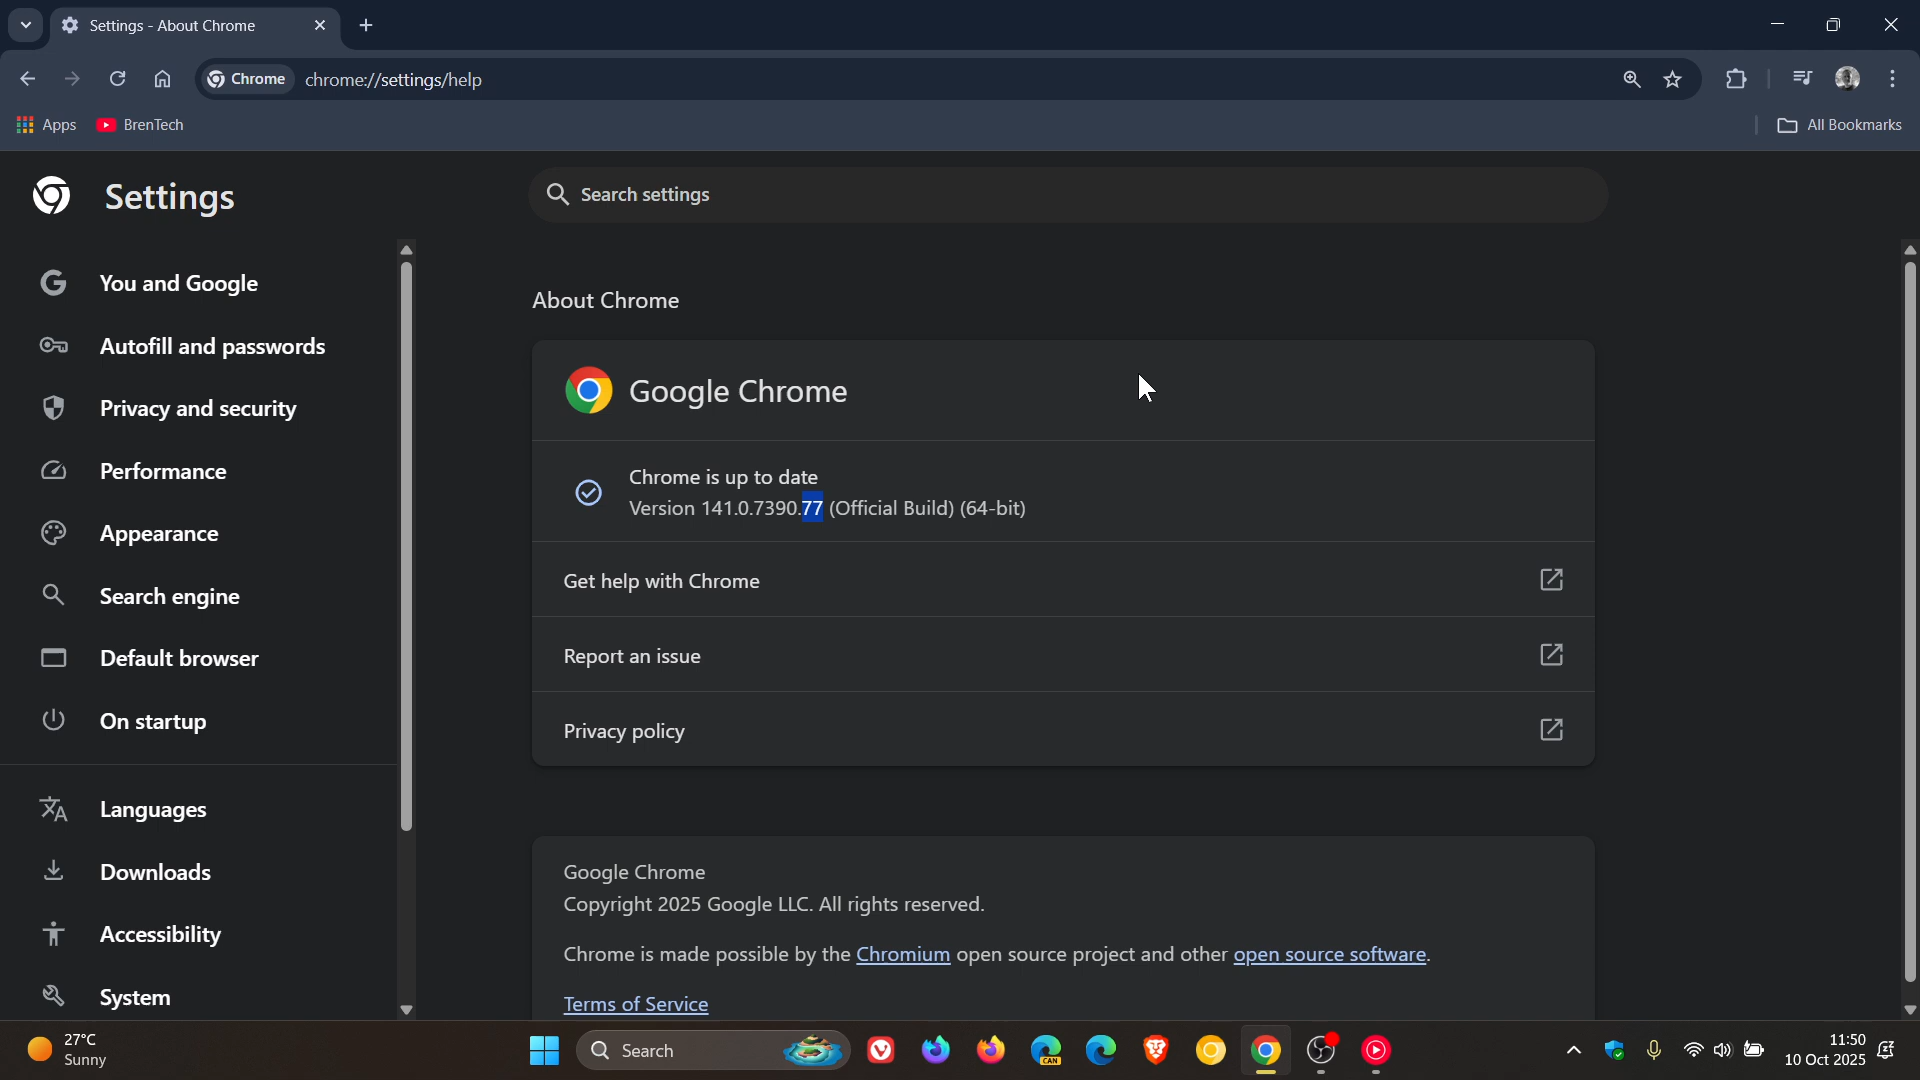 Settings - About Chrome
Chrome
chrome://settings/help
Apps
BrenTech
All Bookmarks
Settings
Search settings
You and Google
Autofill and passwords
Privacy and security
Performance
Appearance
Search engine
Default browser
On startup
Languages
Downloads
Accessibility
System
About Chrome
Google Chrome
Chrome is up to date
Version 141.0.7390.77 (Official Build) (64-bit)
Get help with Chrome
Report an issue
Privacy policy
Google Chrome
Copyright 2025 Google LLC. All rights reserved.
Chrome is made possible by the Chromium open source project and other open source software.
Terms of Service
27°C
Sunny
Search
CAN
11:50
10 Oct 2025